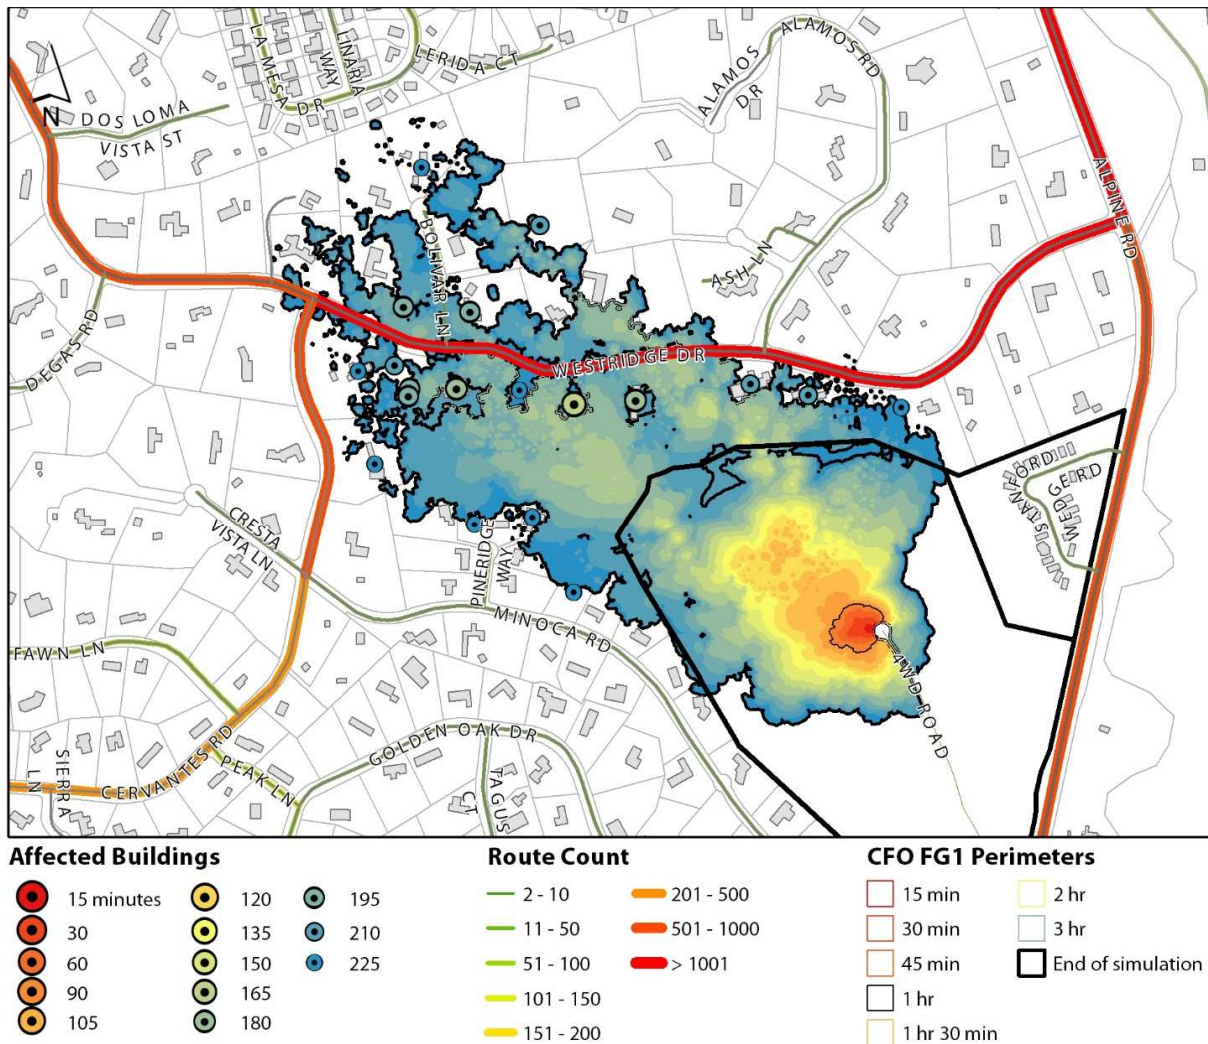 LA MESA DR
LINARIA
WAY
LERIDA CT
ALAMOS
DR
ALAMOS RD
N
DOS LOMA
VISTA ST
ALPINE RD
BOLIVAR LN
ASH LN
DEGAS RD
WESTRIDGE DR
STANFORD
WEDGE RD
CRESTA
VISTA LN
PINERIDGE
WAY
MINOCA RD
FAWN LN
4WD ROAD
GOLDEN OAK DR
CERVANTES RD
PEAK LN
SIERRA
LN
TAGUS
CT
Affected Buildings
15 minutes
30
60
90
105
120
135
150
165
180
195
210
225
Route Count
2 - 10
11 - 50
51 - 100
101 - 150
151 - 200
201 - 500
501 - 1000
> 1001
CFO FG1 Perimeters
15 min
30 min
45 min
1 hr
1 hr 30 min
2 hr
3 hr
End of simulation